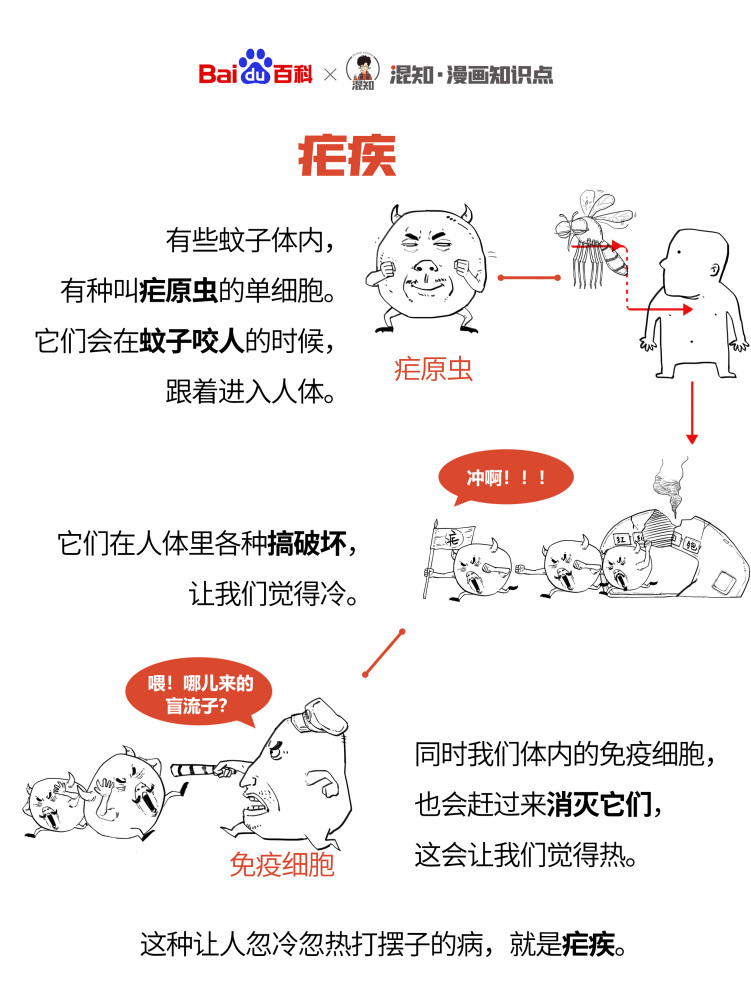 Bai du 百科 × 混知 混知·漫画知识点
疟疾
有些蚊子体内，
有种叫疟原虫的单细胞。
它们会在蚊子咬人的时候，
跟着进入人体。
疟原虫
冲啊！！！
疟
红 胞
它们在人体里各种搞破坏，
让我们觉得冷。
喂！哪儿来的
盲流子？
免疫细胞
同时我们体内的免疫细胞，
也会赶过来消灭它们，
这会让我们觉得热。
这种让人忽冷忽热打摆子的病，就是疟疾。